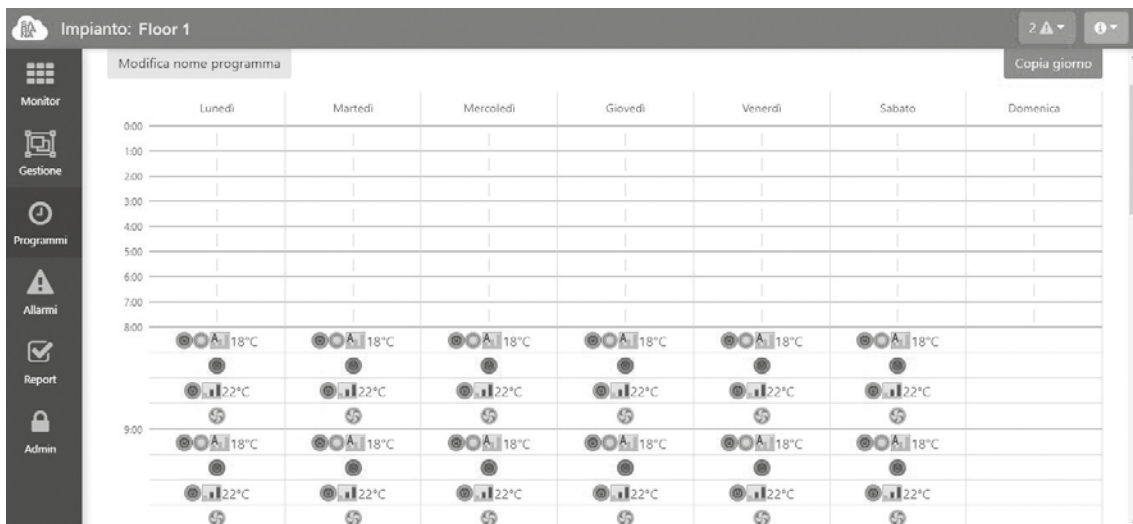 Impianto: Floor 1
2
Modifica nome programma
Copia giorno
Monitor
Gestione
Programmi
Allarmi
Report
Admin
Lunedì Martedì Mercoledì Giovedì Venerdì Sabato Domenica
0:00
1:00
2:00
3:00
4:00
5:00
6:00
7:00
8:00
A 18°C A 18°C A 18°C A 18°C A 18°C A 18°C
22°C 22°C 22°C 22°C 22°C 22°C
9:00
A 18°C A 18°C A 18°C A 18°C A 18°C A 18°C
22°C 22°C 22°C 22°C 22°C 22°C